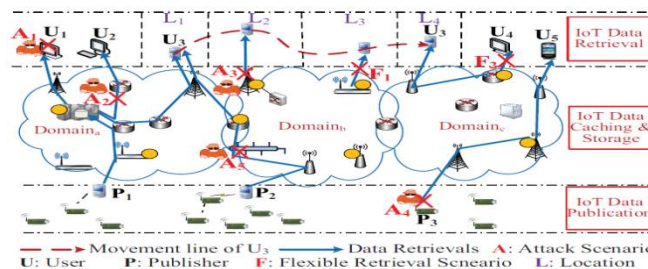 L1 L2 L3 L4
A1 U1 U2 U3 U3 U4 U5
IoT Data
Retrieval
A2 A3 F1
Domaina Domainb Domainc
IoT Data
Caching &
Storage
A5
P1 P2 A4 P3
IoT Data
Publication
Movement line of U3 Data Retrievals A: Attack Scenario
U: User P: Publisher F: Flexible Retrieval Scneario L: Location